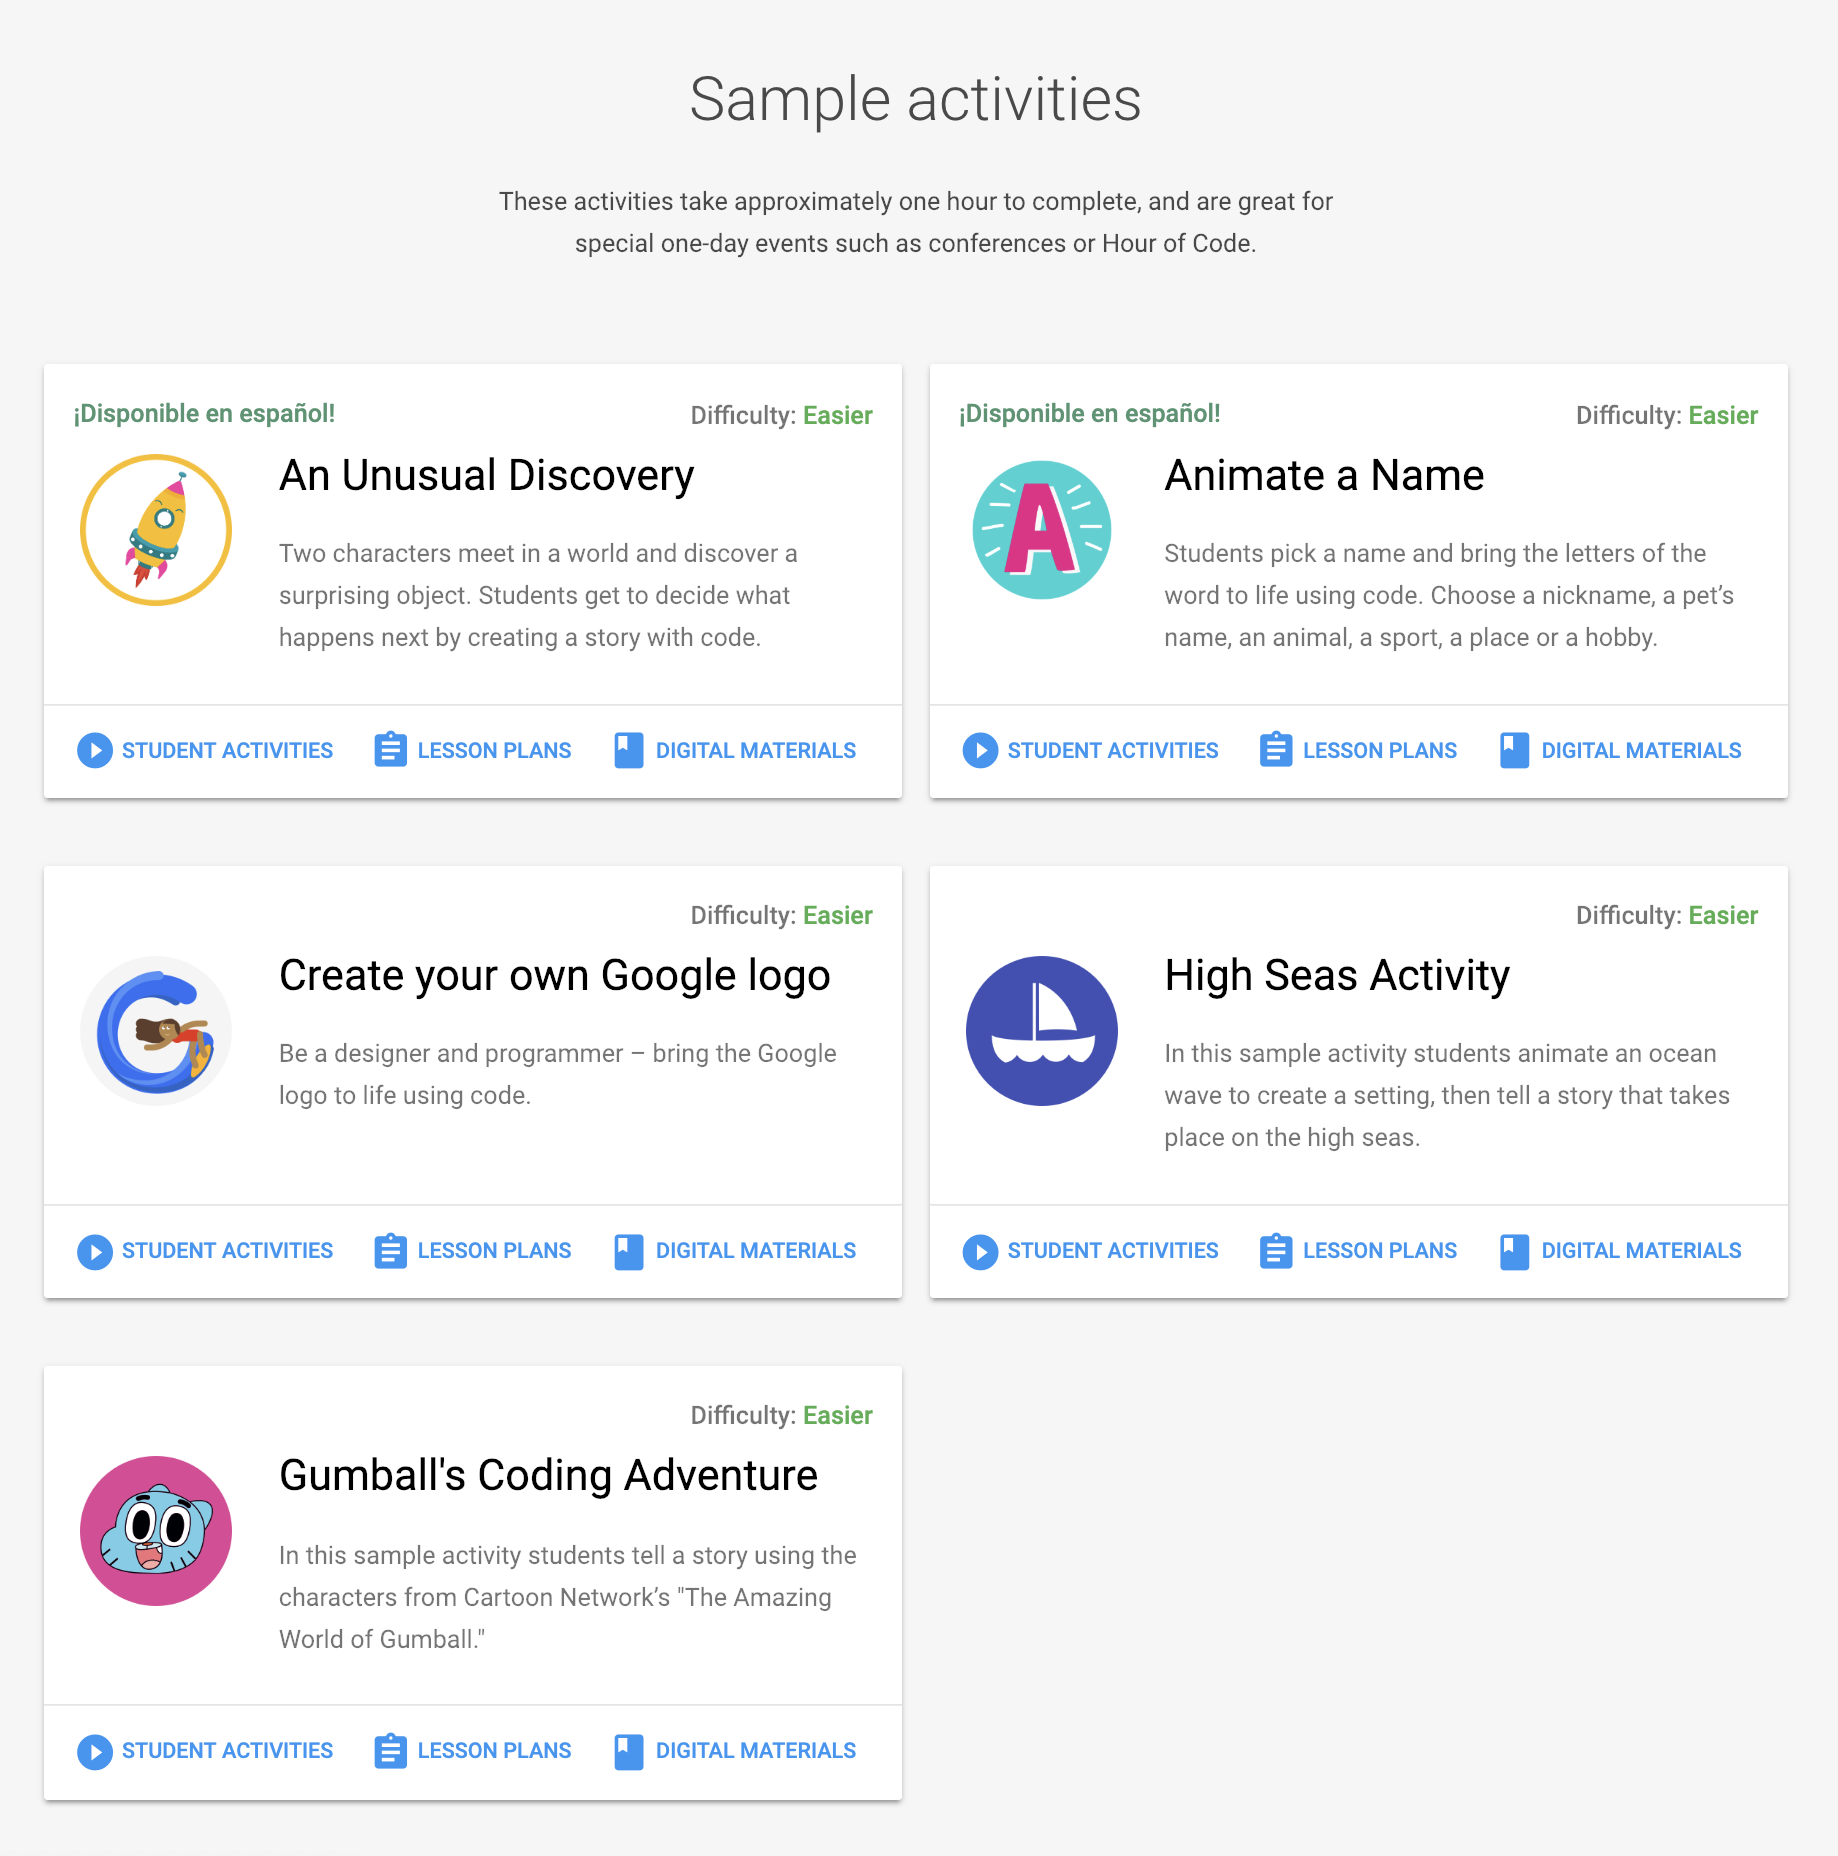 Sample activities
These activities take approximately one hour to complete, and are great for
special one-day events such as conferences or Hour of Code.
¡Disponible en español!
Difficulty: Easier
An Unusual Discovery
Two characters meet in a world and discover a
surprising object. Students get to decide what
happens next by creating a story with code.
STUDENT ACTIVITIES LESSON PLANS DIGITAL MATERIALS
¡Disponible en español!
Difficulty: Easier
A
Animate a Name
Students pick a name and bring the letters of the
word to life using code. Choose a nickname, a pet’s
name, an animal, a sport, a place or a hobby.
STUDENT ACTIVITIES LESSON PLANS DIGITAL MATERIALS
Difficulty: Easier
G
Create your own Google logo
Be a designer and programmer – bring the Google
logo to life using code.
STUDENT ACTIVITIES LESSON PLANS DIGITAL MATERIALS
Difficulty: Easier
High Seas Activity
In this sample activity students animate an ocean
wave to create a setting, then tell a story that takes
place on the high seas.
STUDENT ACTIVITIES LESSON PLANS DIGITAL MATERIALS
Difficulty: Easier
Gumball's Coding Adventure
In this sample activity students tell a story using the
characters from Cartoon Network’s "The Amazing
World of Gumball."
STUDENT ACTIVITIES LESSON PLANS DIGITAL MATERIALS